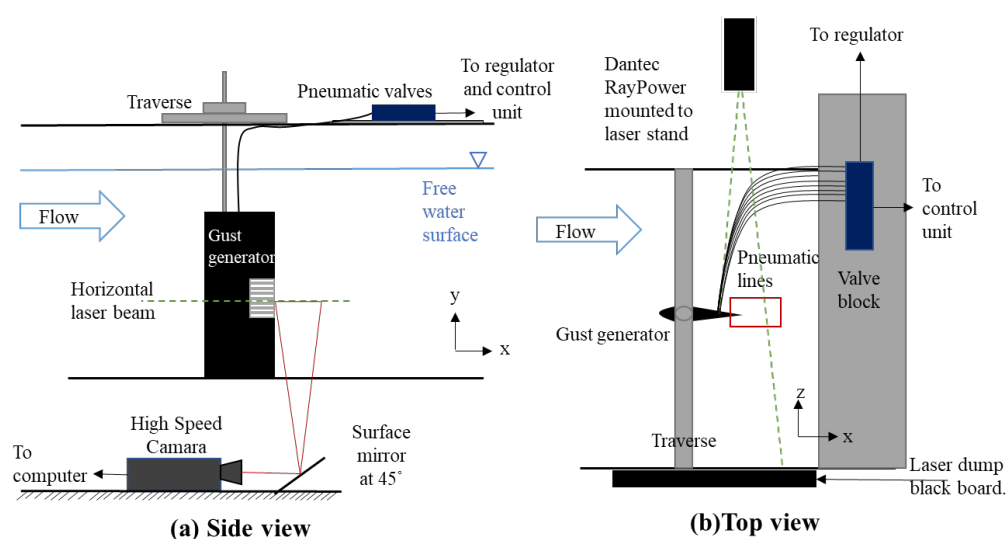 To regulator
and control
unit
Pneumatic valves
Traverse
Free
water
surface
Flow
Gust
generator
Horizontal
laser beam
y
x
High Speed
Camara
To
computer
Surface
mirror
at 45˚
(a) Side view
To regulator
Dantec
RayPower
mounted to
laser stand
To
control
unit
Flow
Pneumatic
lines
Valve
block
Gust generator
z
x
Traverse
Laser dump
black board.
(b)Top view